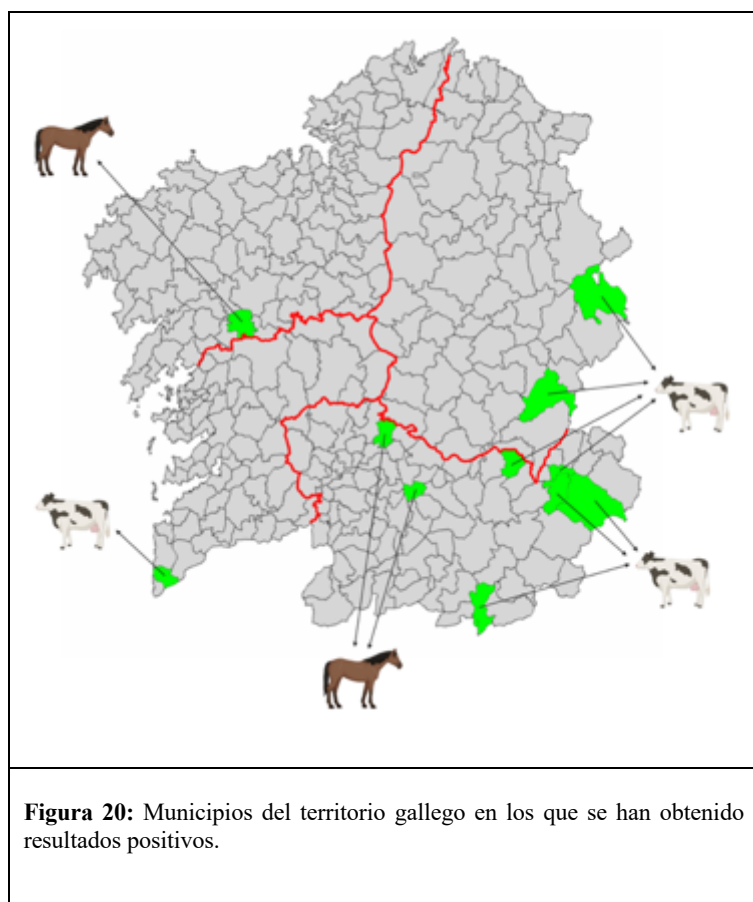 Figura 20: Municipios del territorio gallego en los que se han obtenido
resultados positivos.